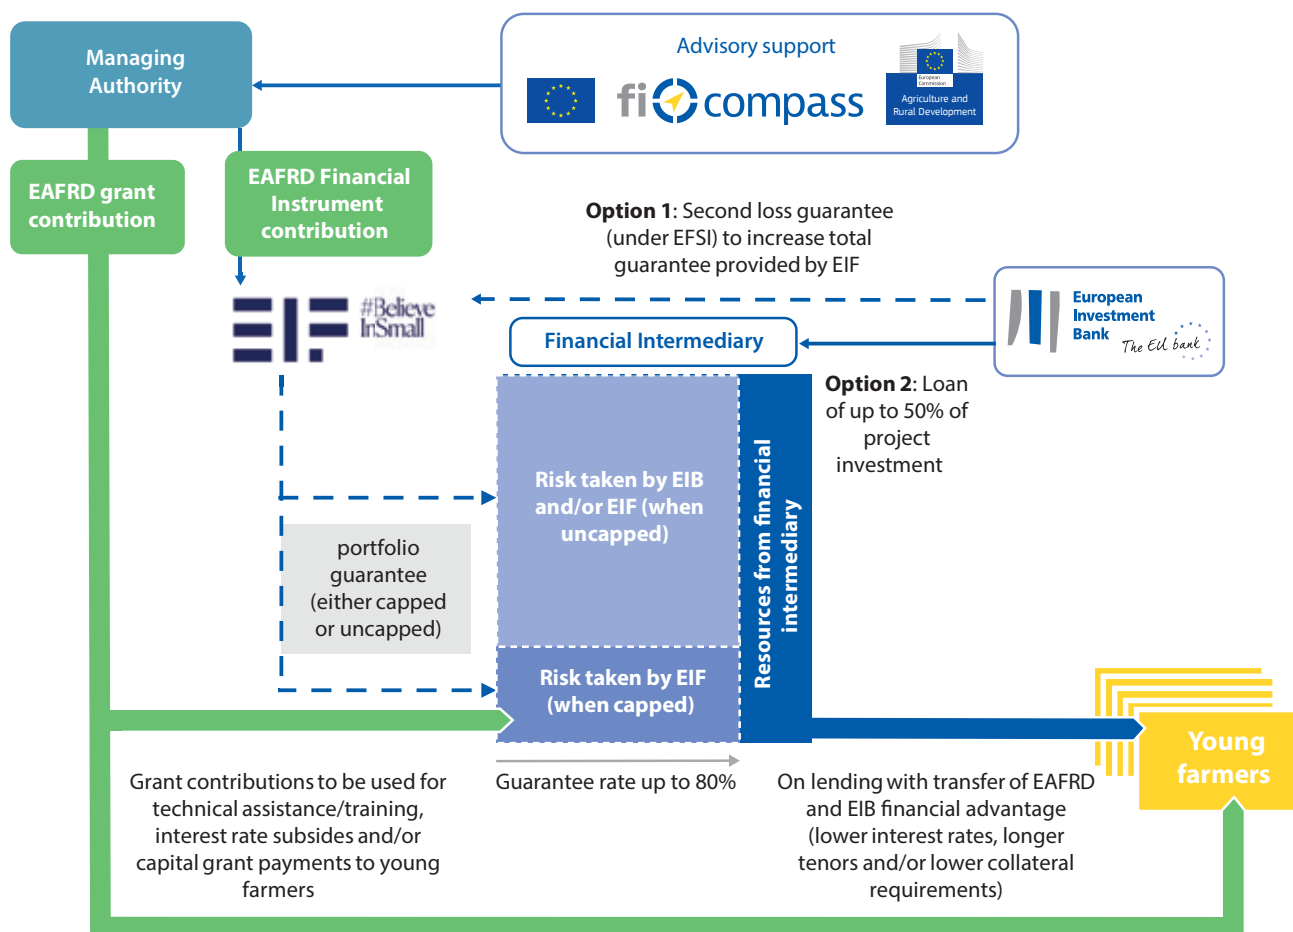 Managing
Authority
Advisory support
fi compass
European
Commission
Agriculture and
Rural Development
EAFRD grant
contribution
EAFRD Financial
Instrument
contribution
Option 1: Second loss guarantee
(under EFSI) to increase total
guarantee provided by EIF
EIF
#Believe
InSmall
European
Investment
Bank
The EU bank
Financial Intermediary
Option 2: Loan
of up to 50% of
project
investment
Risk taken by EIB
and/or EIF (when
uncapped)
Resources from financial
intermediary
portfolio
guarantee
(either capped
or uncapped)
Risk taken by EIF
(when capped)
Young
farmers
Grant contributions to be used for
technical assistance/training,
interest rate subsides and/or
capital grant payments to young
farmers
Guarantee rate up to 80%
On lending with transfer of EAFRD
and EIB financial advantage
(lower interest rates, longer
tenors and/or lower collateral
requirements)